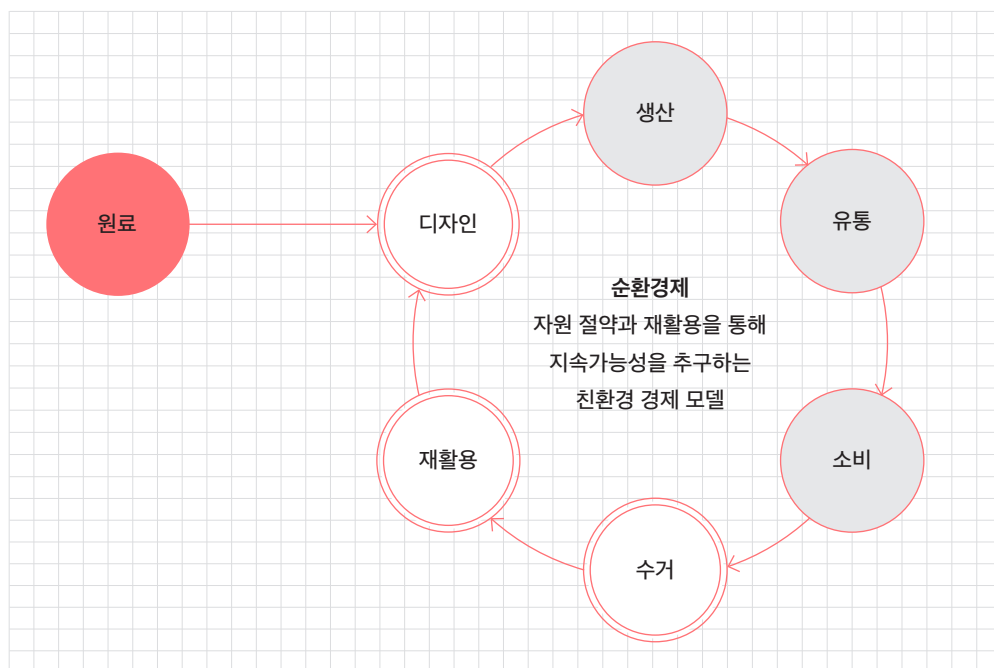 생산
원료
디자인
유통
순환경제
자원 절약과 재활용을 통해
지속가능성을 추구하는
친환경 경제 모델
재활용
소비
수거